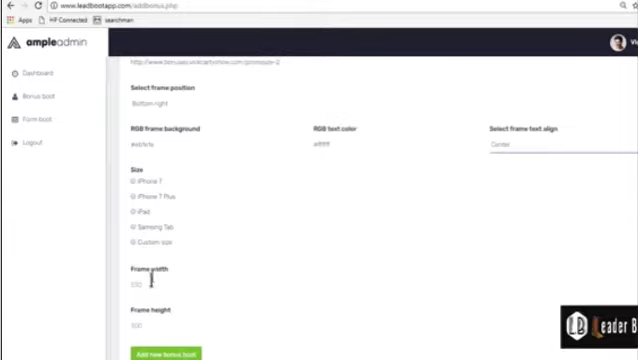 www.leadbootapp.com/addbonus.php
Apps
HP Connected
searchman
ampleadmin
Dashboard
Bonus boot
Form boot
Logout
Select frame position
Bottom right
RGB frame background
RGB text color
Select frame text align
#ffffff
Center
Size
iPhone 7
iPhone 7 Plus
iPad
Samsung Tab
Custom size
Frame width
Frame height
300
Add new bonus boot
LB
Leader B